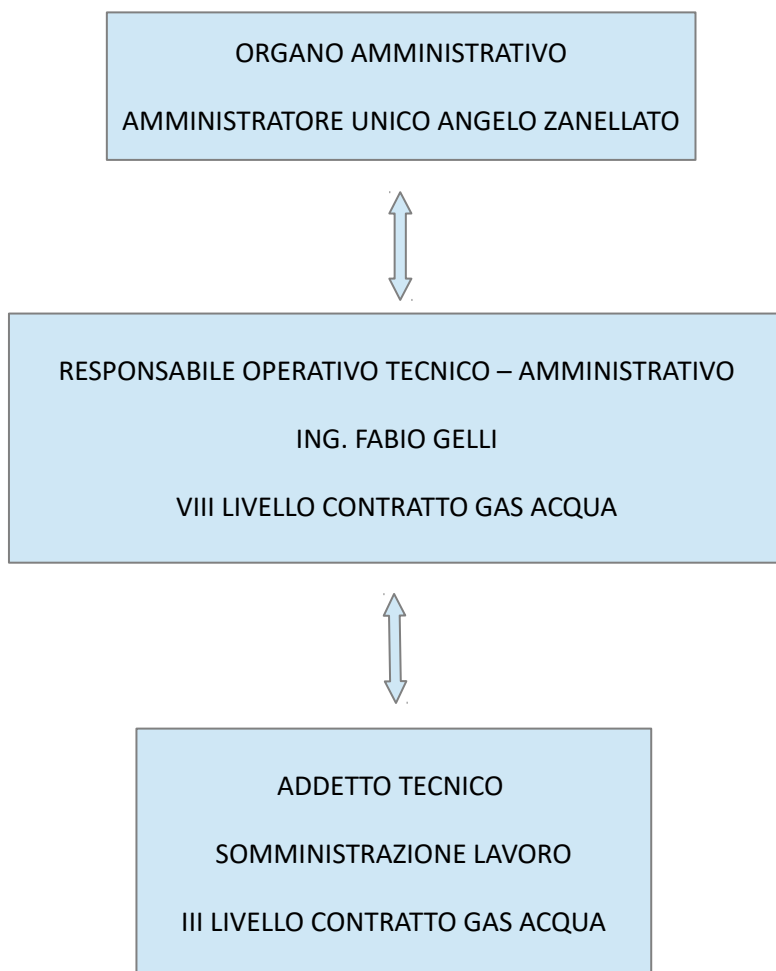 ORGANO AMMINISTRATIVO
AMMINISTRATORE UNICO ANGELO ZANELLATO
RESPONSABILE OPERATIVO TECNICO – AMMINISTRATIVO
ING. FABIO GELLI
VIII LIVELLO CONTRATTO GAS ACQUA
ADDETTO TECNICO
SOMMINISTRAZIONE LAVORO
III LIVELLO CONTRATTO GAS ACQUA